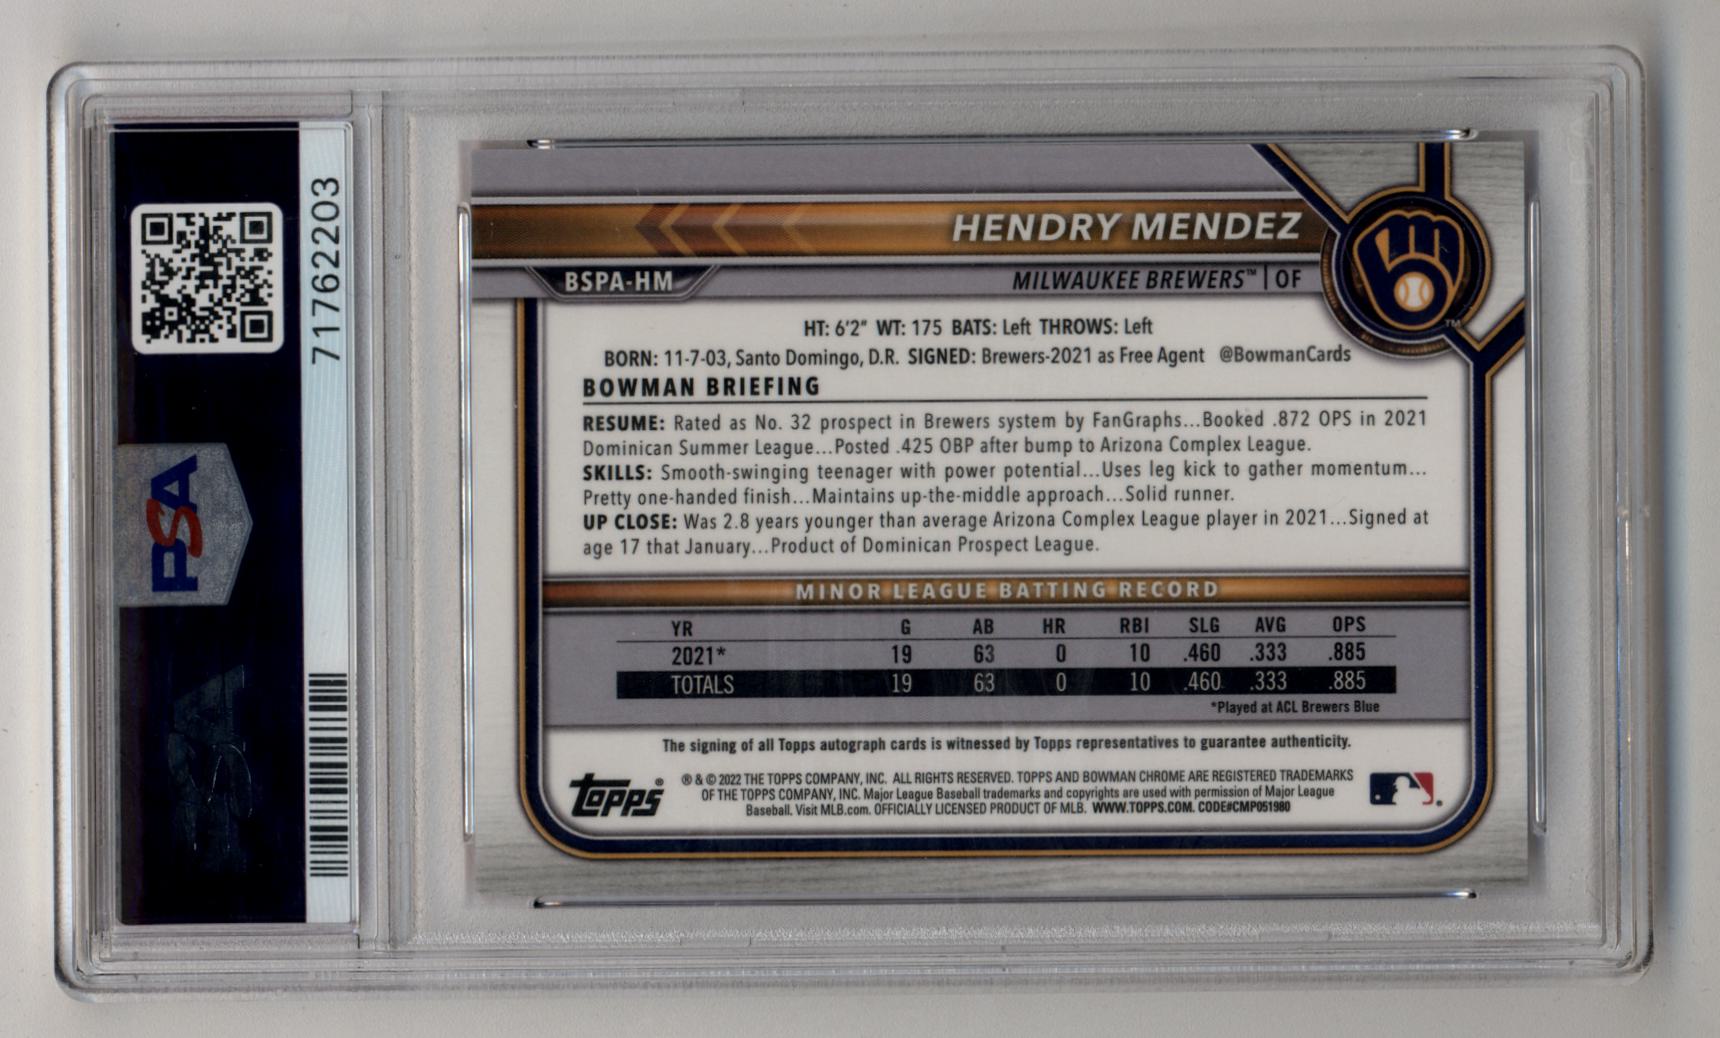 71762203
PSA
HENDRY MENDEZ
BSPA-HM
MILWAUKEE BREWERS™ | OF
HT: 6'2" WT: 175 BATS: Left THROWS: Left
BORN: 11-7-03, Santo Domingo, D.R. SIGNED: Brewers-2021 as Free Agent @BowmanCards
BOWMAN BRIEFING
RESUME: Rated as No. 32 prospect in Brewers system by FanGraphs...Booked .872 OPS in 2021
Dominican Summer League...Posted .425 OBP after bump to Arizona Complex League.
SKILLS: Smooth-swinging teenager with power potential...Uses leg kick to gather momentum...
Pretty one-handed finish...Maintains up-the-middle approach...Solid runner.
UP CLOSE: Was 2.8 years younger than average Arizona Complex League player in 2021...Signed at
age 17 that January...Product of Dominican Prospect League.
MINOR LEAGUE BATTING RECORD
YR G AB HR RBI SLG AVG OPS
2021* 19 63 0 10 .460 .333 .885
TOTALS 19 63 0 10 .460 .333 .885
*Played at ACL Brewers Blue
The signing of all Topps autograph cards is witnessed by Topps representatives to guarantee authenticity.
topps®
® & © 2022 THE TOPPS COMPANY, INC. ALL RIGHTS RESERVED. TOPPS AND BOWMAN CHROME ARE REGISTERED TRADEMARKS
OF THE TOPPS COMPANY, INC. Major League Baseball trademarks and copyrights are used with permission of Major League
Baseball. Visit MLB.com. OFFICIALLY LICENSED PRODUCT OF MLB. WWW.TOPPS.COM. CODE#CMP051980